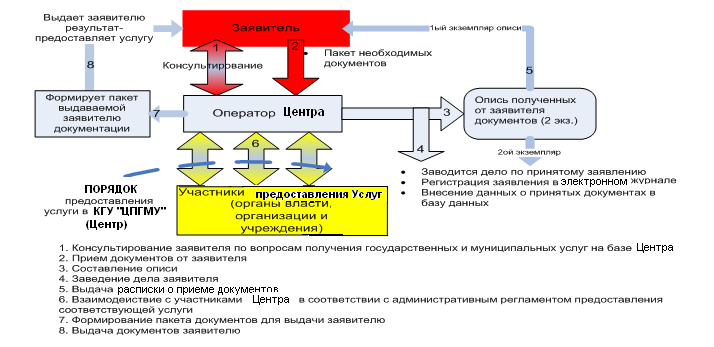 Выдает заявителю
результат-
предоставляет услугу
Заявитель
1ый экземпляр описи
1
2
Пакет необходимых
документов
Консультирование
8
5
Формирует пакет
выдаваемой
заявителю
документации
7
Оператор Центра
3
Опись полученных
от заявителя
документов (2 экз.)
4
6
2ой экземпляр
Заводится дело по принятому заявлению
Регистрация заявления в электронном журнале
Внесение данных о принятых документах в
базу данных
ПОРЯДОК
предоставления
услуги в КГУ "ЦПГМУ"
(Центр)
Участники предоставления Услуг
(органы власти,
организации и
учреждения)
1. Консультирование заявителя по вопросам получения государственных и муниципальных услуг на базе Центра
2. Прием документов от заявителя
3. Составление описи
4. Заведение дела заявителя
5. Выдача расписки о приеме документов
6. Взаимодействие с участниками Центра в соответствии с административным регламентом предоставления
соответствующей услуги
7. Формирование пакета документов для выдачи заявителю
8. Выдача документов заявителю